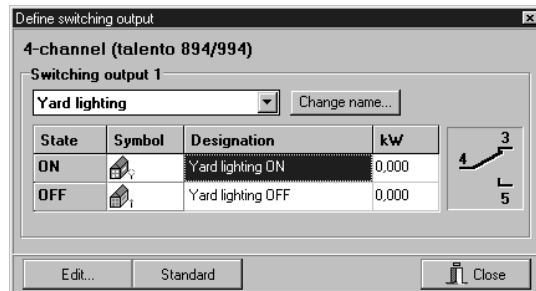 Define switching output
4-channel (talento 894/994)
Switching output 1
Yard lighting Change name...
State Symbol Designation kW
ON Yard lighting ON 0,000
OFF Yard lighting OFF 0,000
3
4
5
Edit... Standard Close